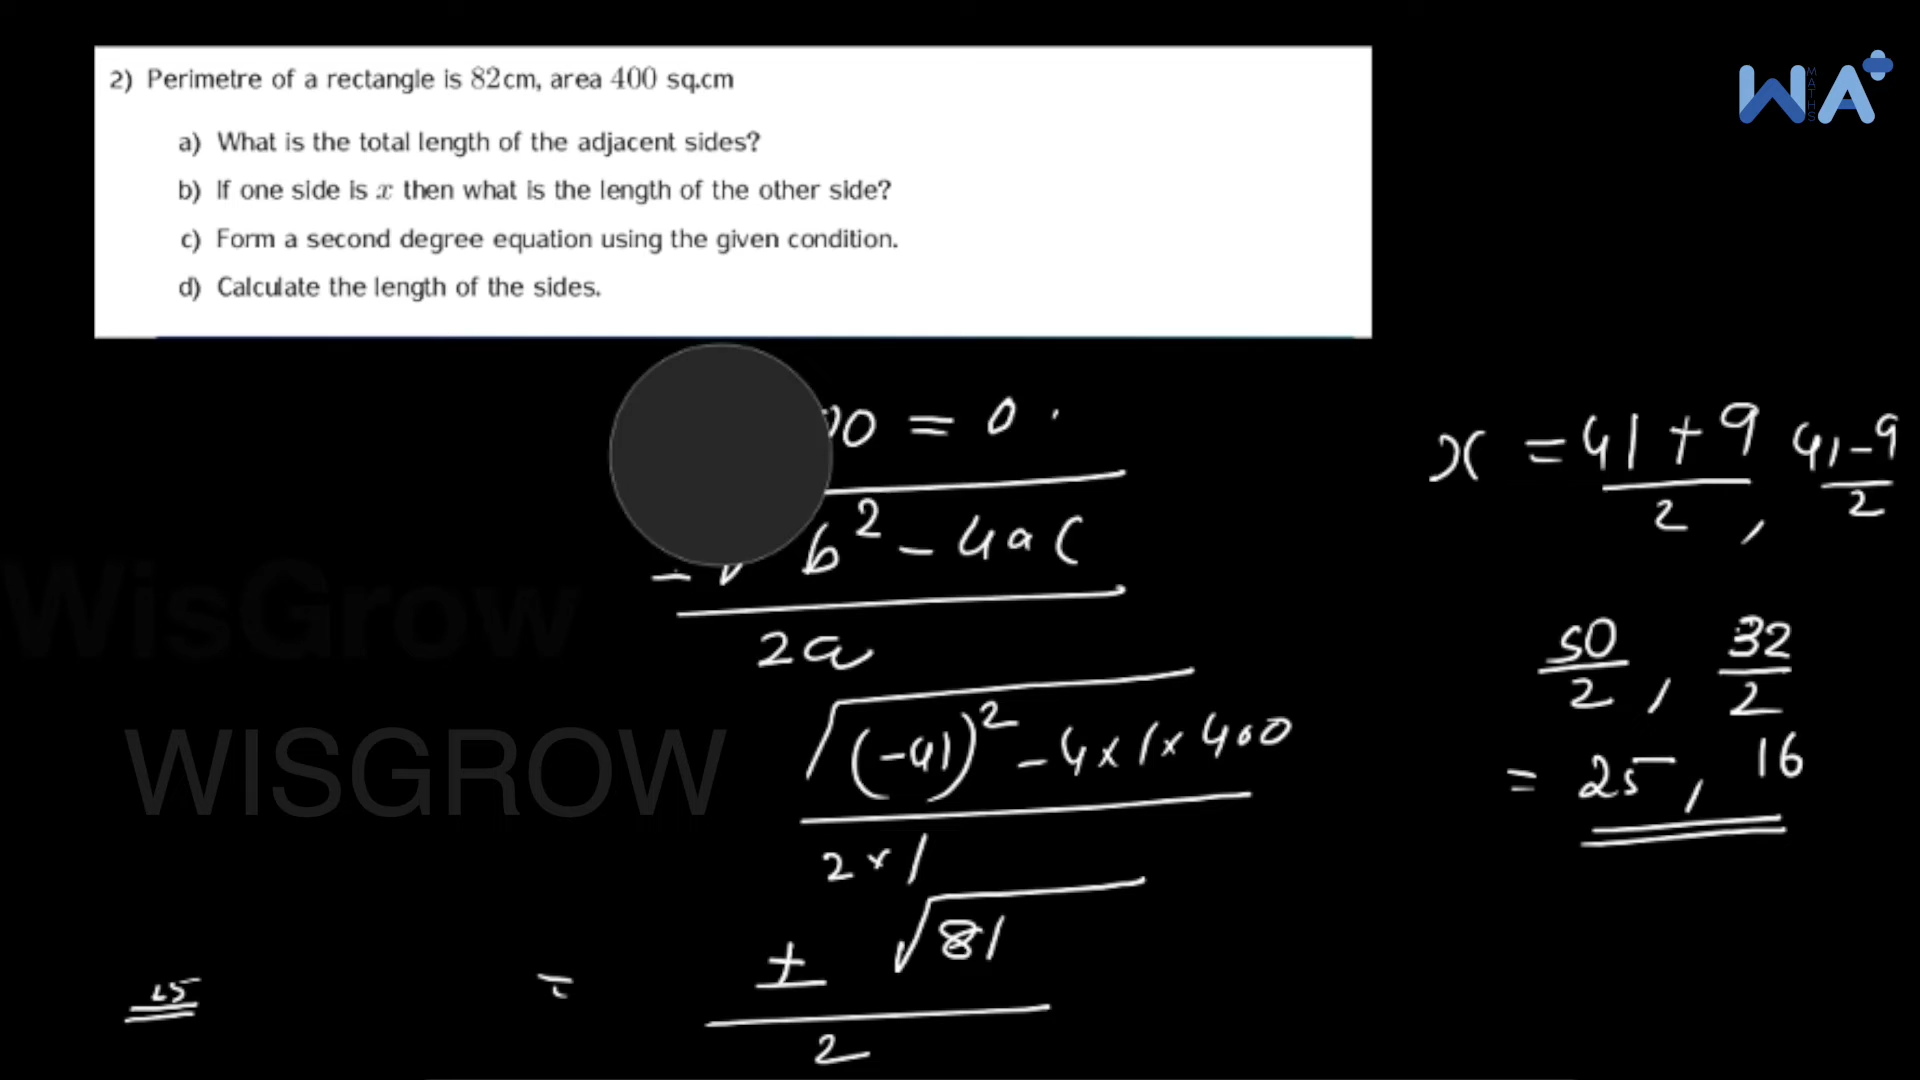 2) Perimetre of a rectangle is 82cm, area 400 sq.cm
a) What is the total length of the adjacent sides?
b) If one side is x then what is the length of the other side?
c) Form a second degree equation using the given condition.
d) Calculate the length of the sides.
WA+
MATHS
00 = 0.
- √ b² - 4ac
2a
√(-41)² - 4×1×400
2×1
= ± √81
2
x = 41+9/2, 41-9/2
50/2, 32/2
= 25, 16
25
WisGrow
WISGROW